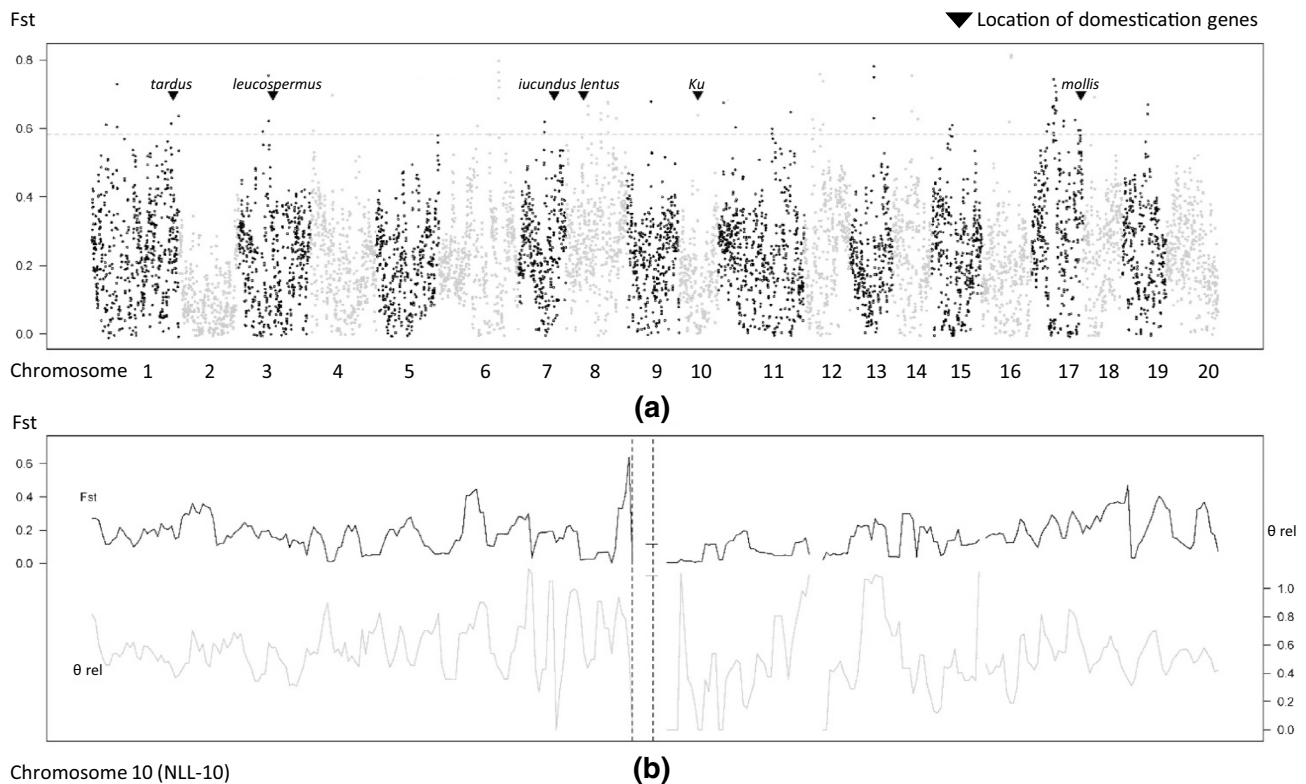 Fst
▼ Location of domestication genes
0.8
0.6
0.4
0.2
0.0
tardus leucospermus iucundus lentus Ku mollis
Chromosome 1 2 3 4 5 6 7 8 9 10 11 12 13 14 15 16 17 18 19 20
(a)
Fst
0.6
0.4
0.2
0.0
Fst
θ rel
θ rel
1.0
0.8
0.6
0.4
0.2
0.0
Chromosome 10 (NLL-10)
(b)